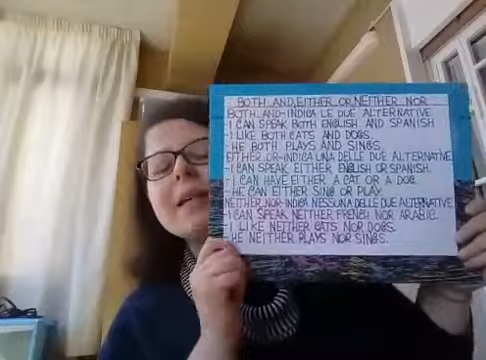 BOTH AND, EITHER OR, NEITHER NOR
BOTH AND-INDICA LE DUE ALTERNATIVE
-I CAN SPEAK BOTH ENGLISH AND SPANISH
-I LIKE BOTH CATS AND DOGS.
-HE BOTH PLAYS AND SINGS.
EITHER OR-INDICA UNA DELLE DUE ALTERNATIVE
-I CAN SPEAK EITHER ENGLISH OR SPANISH.
-I CAN HAVE EITHER A CAT OR A DOG.
-HE CAN EITHER SING OR PLAY.
NEITHER NOR-INDICA NESSUNA DELLE DUE ALTERNATIVE
-I CAN SPEAK NEITHER FRENCH NOR ARABIC.
-I LIKE NEITHER CATS NOR DOGS.
-HE NEITHER PLAYS NOR SINGS.